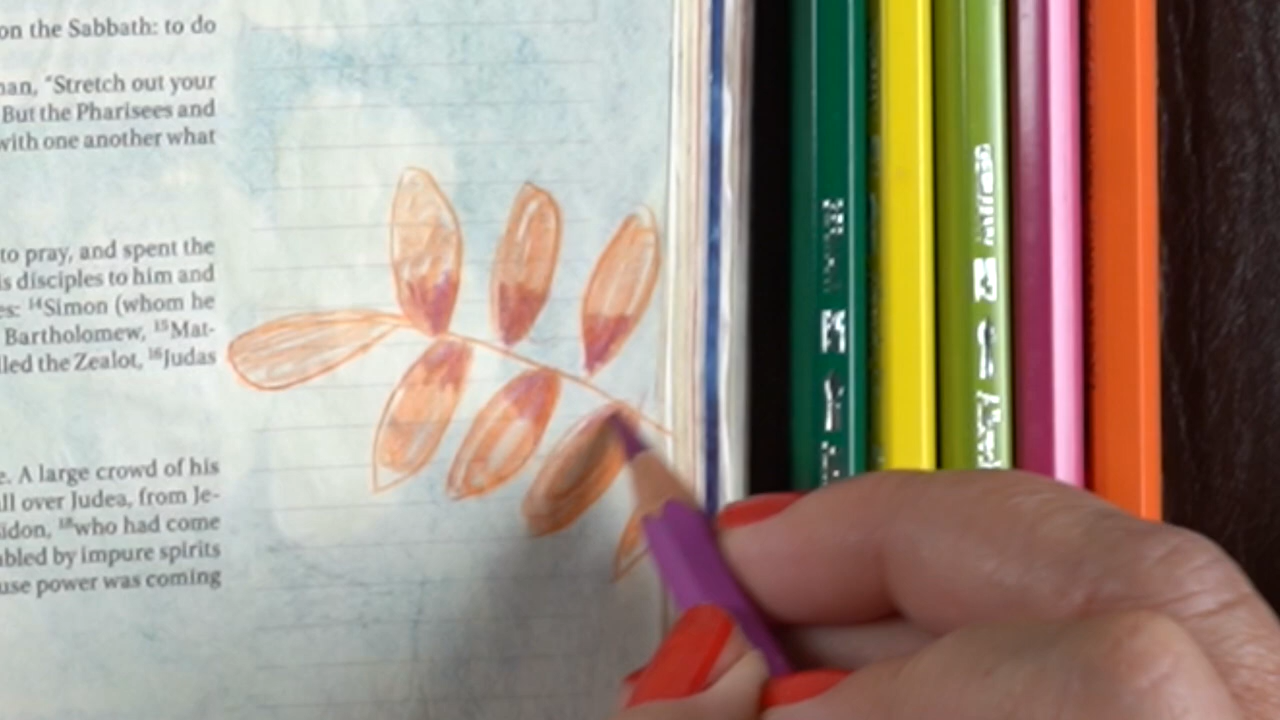 on the Sabbath: to do
man, “Stretch out your
But the Pharisees and
with one another what
to pray, and spent the
is disciples to him and
es: ¹⁴Simon (whom he
Bartholomew, ¹⁵Mat-
lled the Zealot, ¹⁶Judas
e. A large crowd of his
all over Judea, from Je-
idon, ¹⁸who had come
bled by impure spirits
use power was coming